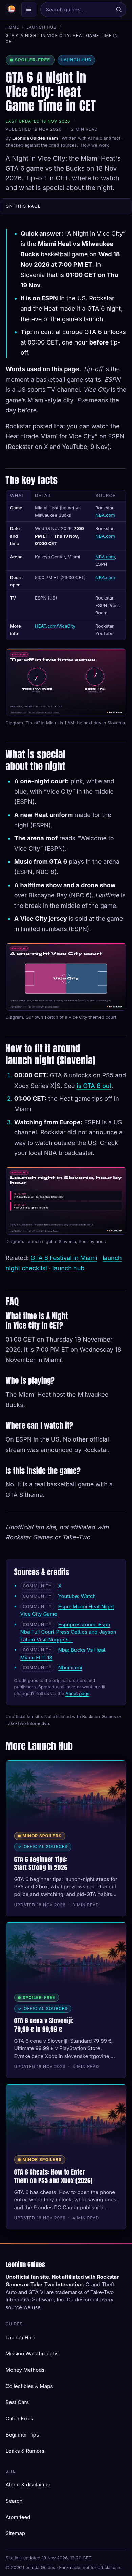 Search guides...
HOME / LAUNCH HUB /
GTA 6 A NIGHT IN VICE CITY: HEAT GAME TIME IN
CET
SPOILER-FREE
LAUNCH HUB
GTA 6 A Night in
Vice City: Heat
Game Time in CET
LAST UPDATED 18 NOV 2026 ·
PUBLISHED 18 NOV 2026 · 2 MIN READ
By Leonida Guides Team · Written with AI help and fact-
checked against the cited sources. How we work
A Night in Vice City: the Miami Heat's
GTA 6 game vs the Bucks on 18 Nov
2026. Tip-off in CET, where to watch
and what is special about that night.
ON THIS PAGE
Quick answer: “A Night in Vice City”
is the Miami Heat vs Milwaukee
Bucks basketball game on Wed 18
Nov 2026 at 7:00 PM ET. In
Slovenia that is 01:00 CET on Thu
19 Nov.
It is on ESPN in the US. Rockstar
and the Heat made it a GTA 6 night,
one eve of the game's launch.
Tip: in central Europe GTA 6 unlocks
at 00:00 CET, one hour before tip-
off.
Words used on this page. Tip-off is the
moment a basketball game starts. ESPN
is a US sports TV channel. Vice City is the
game's Miami-style city. Eve means the
day before.
Rockstar posted that you can watch the
Heat “trade Miami for Vice City” on ESPN
(Rockstar on X and YouTube, 9 Nov).
The key facts
WHAT DETAIL SOURCE
Game Miami Heat (home) vs Milwaukee Bucks Rockstar, NBA.com
Date and time Wed 18 Nov 2026, 7:00 PM ET = Thu 19 Nov, 01:00 CET Rockstar, NBA.com
Arena Kaseya Center, Miami NBA.com, ESPN
Doors open 5:00 PM ET (23:00 CET) NBA.com
TV ESPN (US) Rockstar, ESPN Press Room
More info HEAT.com/ViceCity Rockstar YouTube
Tip-off in two time zones
Diagram: Tip-off in Miami is 1 AM the next day in Slovenia.
What is special
about the night
A one-night court: pink, white and
blue, with “Vice City” in the middle
(ESPN).
A new Heat uniform made for the
night (ESPN).
The arena roof reads “Welcome to
Vice City” (ESPN).
Music from GTA 6 plays in the arena
(ESPN, NBC 6).
A halftime show and a drone show
over Biscayne Bay (NBC 6). Halftime is
the break in the middle of the game.
A Vice City jersey is sold at the game
in limited numbers (ESPN).
A one-night Vice City court
Vice City
Diagram: Our own sketch of a Vice City themed court.
How to fit it around
launch night (Slovenia)
1. 00:00 CET: GTA 6 unlocks on PS5 and
Xbox Series X|S. See is GTA 6 out.
2. 01:00 CET: the Heat game tips off in
Miami.
3. Watching from Europe: ESPN is a US
channel. Rockstar did not announce a
way to watch outside the US. Check
your local NBA broadcaster.
Launch night in Slovenia, hour by
hour
Diagram: Launch night in Slovenia, hour by hour.
Related: GTA 6 Festival in Miami · launch
night checklist · launch hub
FAQ
What time is A Night
in Vice City in CET?
01:00 CET on Thursday 19 November
2026. It is 7:00 PM ET on Wednesday 18
November in Miami.
Who is playing?
The Miami Heat host the Milwaukee
Bucks.
Where can I watch it?
On ESPN in the US. No other official
stream was announced by Rockstar.
Is this inside the game?
No. It is a real basketball game with a
GTA 6 theme.
Unofficial fan site, not affiliated with
Rockstar Games or Take-Two.
Sources & credits
COMMUNITY X
COMMUNITY Youtube: Watch
COMMUNITY Espn: Miami Heat Night
Vice City Game
COMMUNITY Espnpressroom: Espn
Nba Full Court Press Celtics and Jayson
Tatum Visit Nuggets...
COMMUNITY Nba: Bucks Vs Heat
Miami Fl 11 18
COMMUNITY Nbcmiami
Credit goes to the original creators and
publishers. Spotted a mistake or want credit
changed? Tell us via the About page.
Unofficial fan site. Not affiliated with Rockstar Games or
Take-Two Interactive.
More Launch Hub
MINOR SPOILERS
OFFICIAL SOURCES
GTA 6 Beginner Tips:
Start Strong in 2026
GTA 6 beginner tips, launch-night steps for
PS5 and Xbox, what previews showed,
money and switching, and old-GTA habits...
UPDATED 18 NOV 2026 · 3 MIN READ
SPOILER-FREE
OFFICIAL SOURCES
GTA 6 cena v Sloveniji:
79,99 € in 99,99 €
GTA 6 cena v Sloveniji: Standard 79,99 €,
Ultimate 99,99 € v PlayStation Store.
Evrske cene Xbox in slovenske trgovine,...
UPDATED 18 NOV 2026 · 4 MIN READ
MINOR SPOILERS
GTA 6 Cheats: How to Enter
Them on PS5 and Xbox (2026)
GTA 6 cheats: How to open the phone
entry, when they unlock, what saving does,
and the 9 codes PC Gamer published....
UPDATED 18 NOV 2026 · 4 MIN READ
Leonida Guides
Unofficial fan site. Not affiliated with Rockstar
Games or Take-Two Interactive. Grand Theft
Auto and GTA VI are trademarks of Take-Two
Interactive Software, Inc. Guides credit every
source we use.
GUIDES
Launch Hub
Mission Walkthroughs
Money Methods
Collectibles & Maps
Best Cars
Glitch Fixes
Beginner Tips
Leaks & Rumors
SITE
About & disclaimer
Search
Atom feed
Sitemap
Site last updated 18 Nov 2026, 13:20 CET
© 2026 Leonida Guides · Fan-made, not for official use